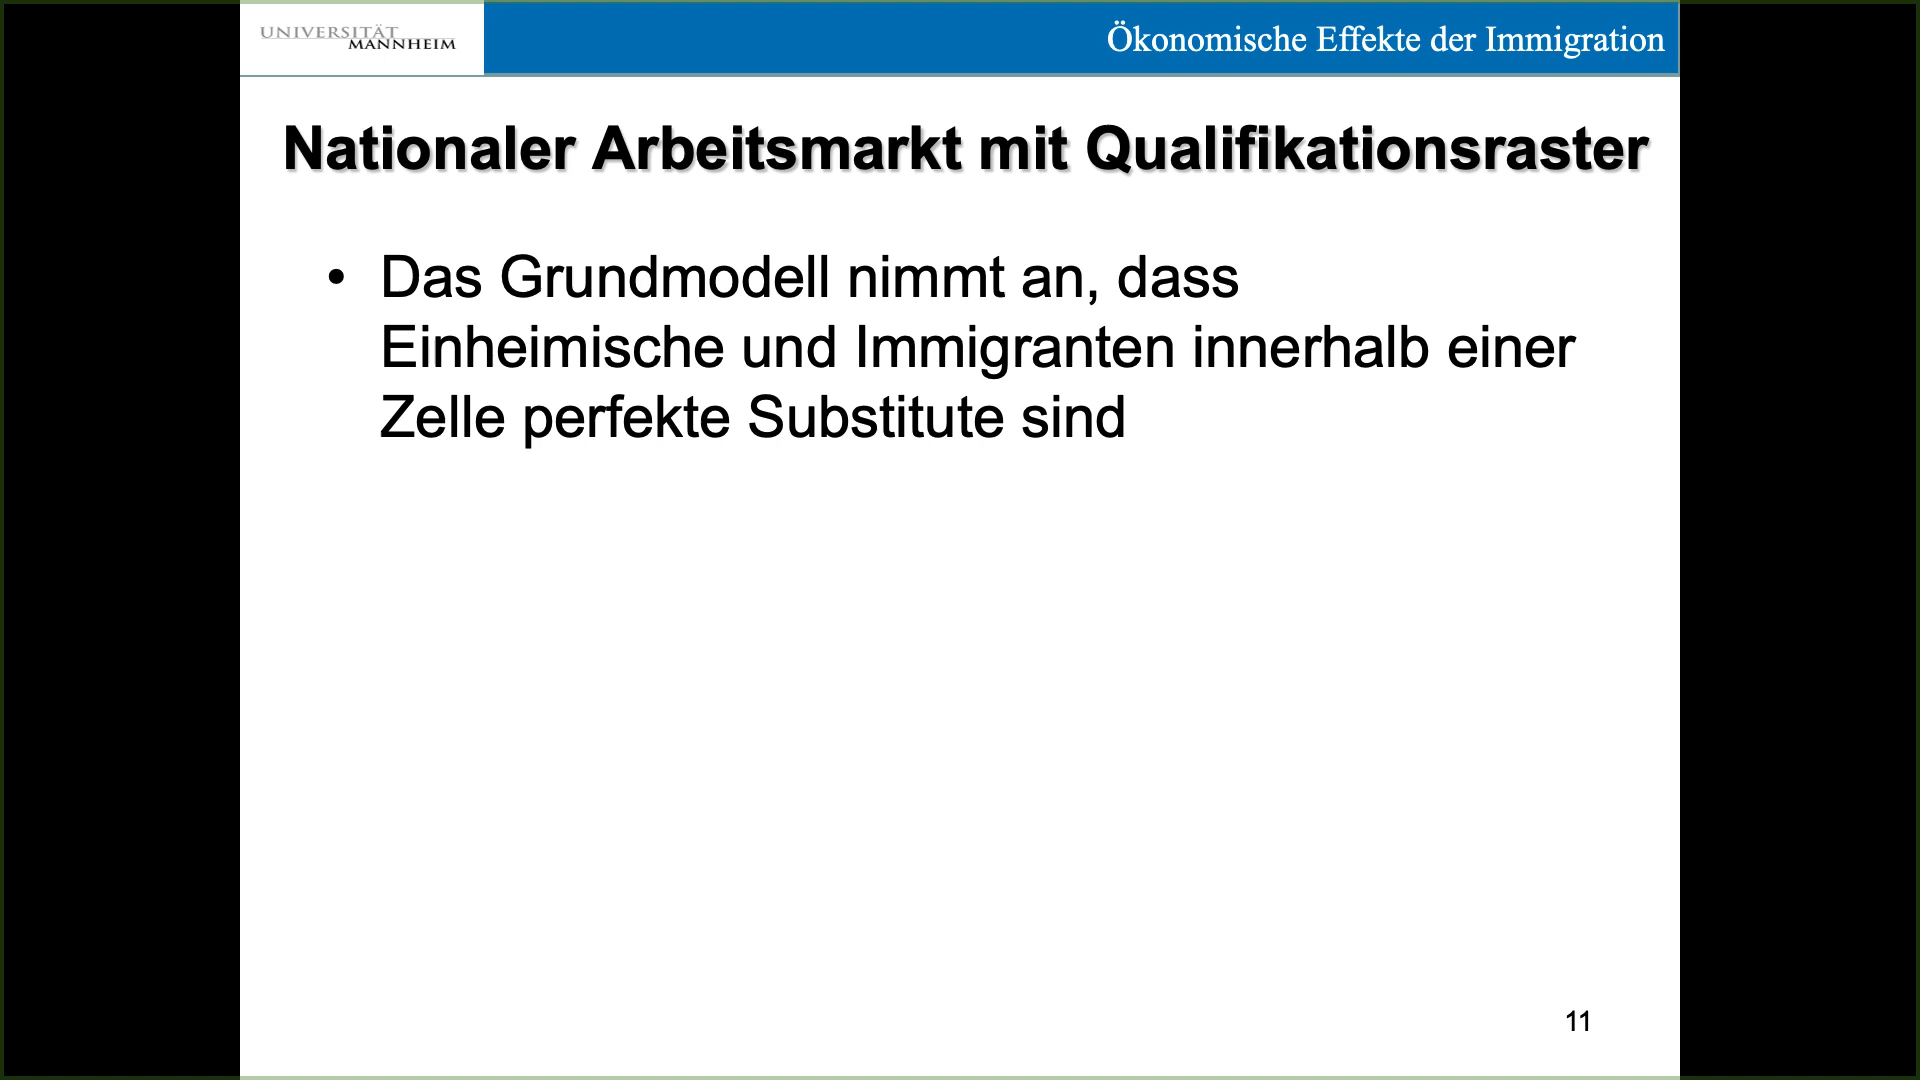 UNIVERSITÄT
MANNHEIM
Ökonomische Effekte der Immigration
Nationaler Arbeitsmarkt mit Qualifikationsraster
• Das Grundmodell nimmt an, dass
Einheimische und Immigranten innerhalb einer
Zelle perfekte Substitute sind
11